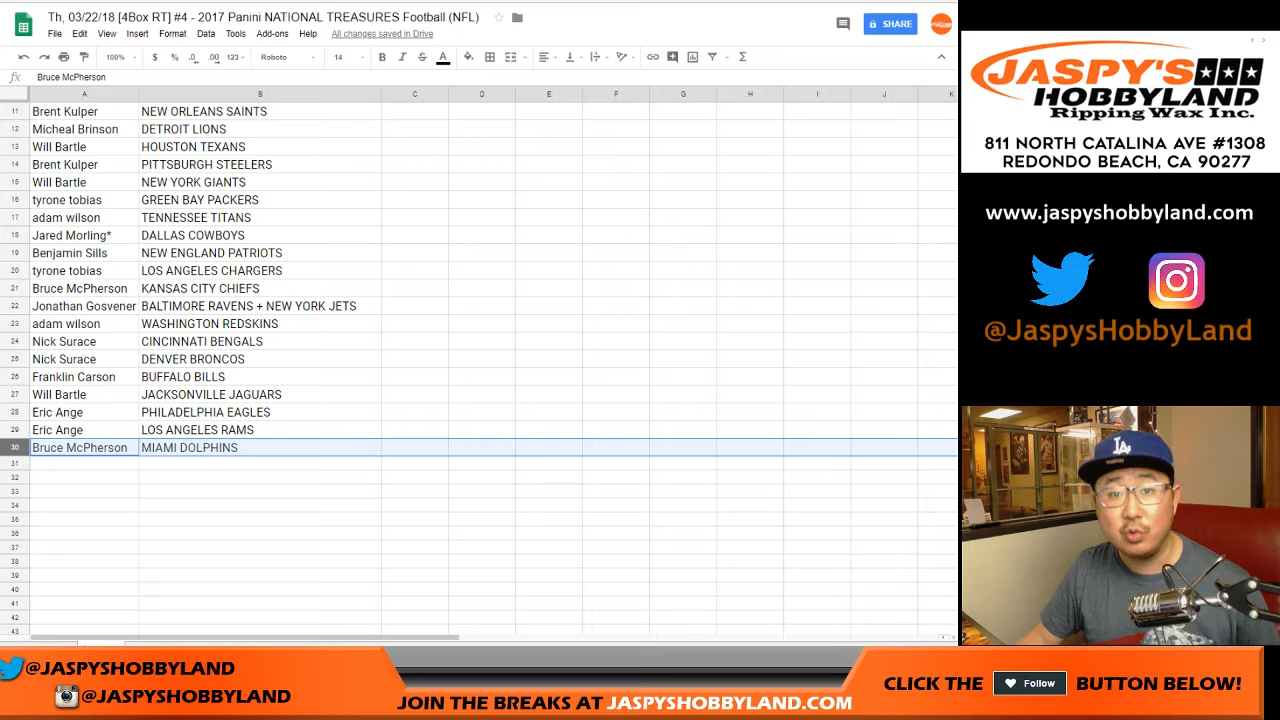 Th, 03/22/18 [4Box RT] #4 - 2017 Panini NATIONAL TREASURES Football (NFL)
File Edit View Insert Format Data Tools Add-ons Help All changes saved in Drive
SHARE
100% $ % .0 .00 123 Roboto 14 B I S A
fx Bruce McPherson
A B C D E F G H I J K
11 Brent Kulper NEW ORLEANS SAINTS
12 Micheal Brinson DETROIT LIONS
13 Will Bartle HOUSTON TEXANS
14 Brent Kulper PITTSBURGH STEELERS
15 Will Bartle NEW YORK GIANTS
16 tyrone tobias GREEN BAY PACKERS
17 adam wilson TENNESSEE TITANS
18 Jared Morling* DALLAS COWBOYS
19 Benjamin Sills NEW ENGLAND PATRIOTS
20 tyrone tobias LOS ANGELES CHARGERS
21 Bruce McPherson KANSAS CITY CHIEFS
22 Jonathan Gosvener BALTIMORE RAVENS + NEW YORK JETS
23 adam wilson WASHINGTON REDSKINS
24 Nick Surace CINCINNATI BENGALS
25 Nick Surace DENVER BRONCOS
26 Franklin Carson BUFFALO BILLS
27 Will Bartle JACKSONVILLE JAGUARS
28 Eric Ange PHILADELPHIA EAGLES
29 Eric Ange LOS ANGELES RAMS
30 Bruce McPherson MIAMI DOLPHINS
31
32
33
34
35
36
37
38
39
40
41
42
43
JASPY'S
HOBBYLAND
Ripping Wax Inc.
811 NORTH CATALINA AVE #1308
REDONDO BEACH, CA 90277
www.jaspyshobbyland.com
@JaspysHobbyLand
LA
@JASPYSHOBBYLAND
@JASPYSHOBBYLAND
JOIN THE BREAKS AT JASPYSHOBBYLAND.COM
CLICK THE Follow BUTTON BELOW!